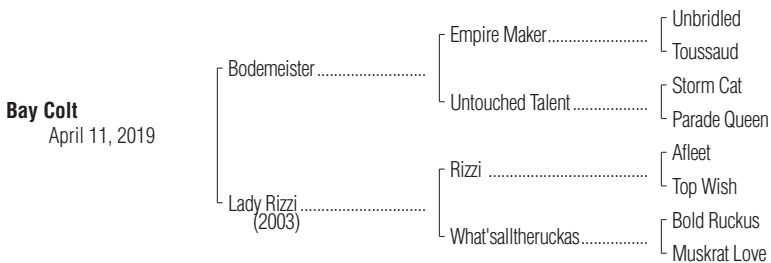 Unbridled
Empire Maker
Toussaud
Bodemeister
Storm Cat
Untouched Talent
Parade Queen
Bay Colt
April 11, 2019
Afleet
Rizzi
Top Wish
Lady Rizzi
(2003)
Bold Ruckus
What'salltheruckas
Muskrat Love